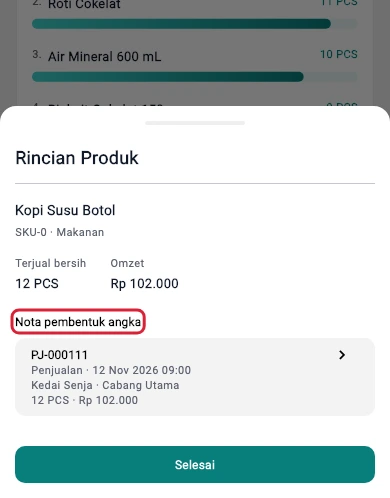 2. Roti Cokelat 11 PCS
3. Air Mineral 600 mL 10 PCS
Rincian Produk
Kopi Susu Botol
SKU-0 · Makanan
Terjual bersih Omzet
12 PCS Rp 102.000
Nota pembentuk angka
PJ-000111
Penjualan · 12 Nov 2026 09:00
Kedai Senja · Cabang Utama
12 PCS · Rp 102.000
Selesai